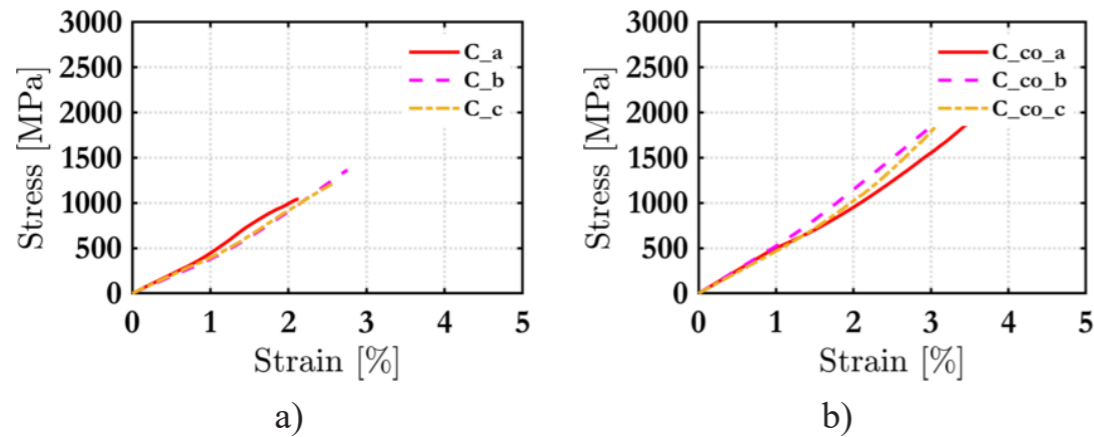 3000
2500
2000
1500
1000
500
0
Stress [MPa]
C_a
C_b
C_c
0 1 2 3 4 5
Strain [%]
a)
3000
2500
2000
1500
1000
500
0
Stress [MPa]
C_co_a
C_co_b
C_co_c
0 1 2 3 4 5
Strain [%]
b)